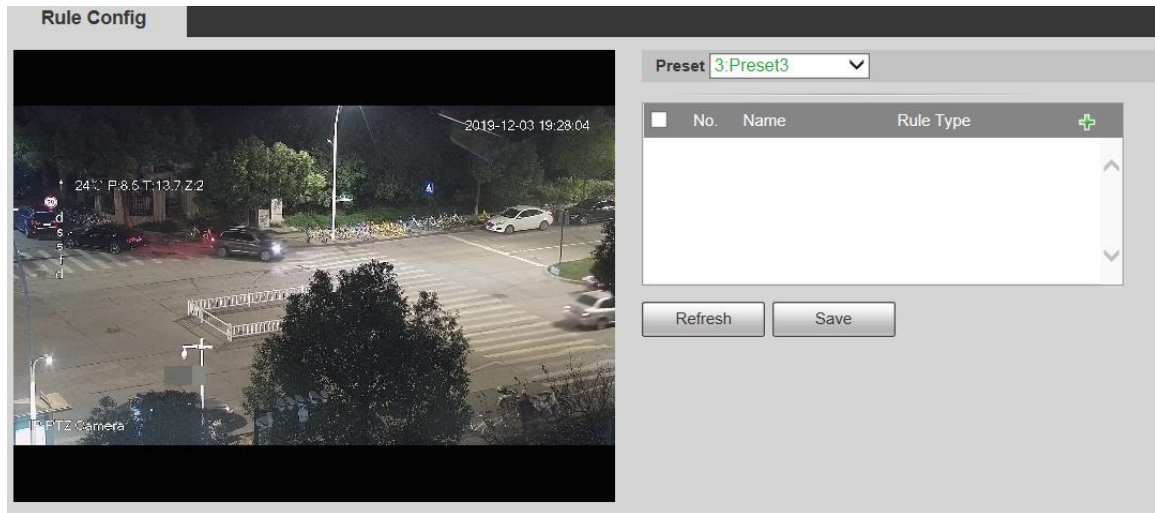 Rule Config
Preset 3:Preset3
No. Name Rule Type
2019-12-03 19:28:04
24℃ P:8.5 T:13.7 Z:2
d
s
s
f
d
IP PTZ Camera
Refresh Save